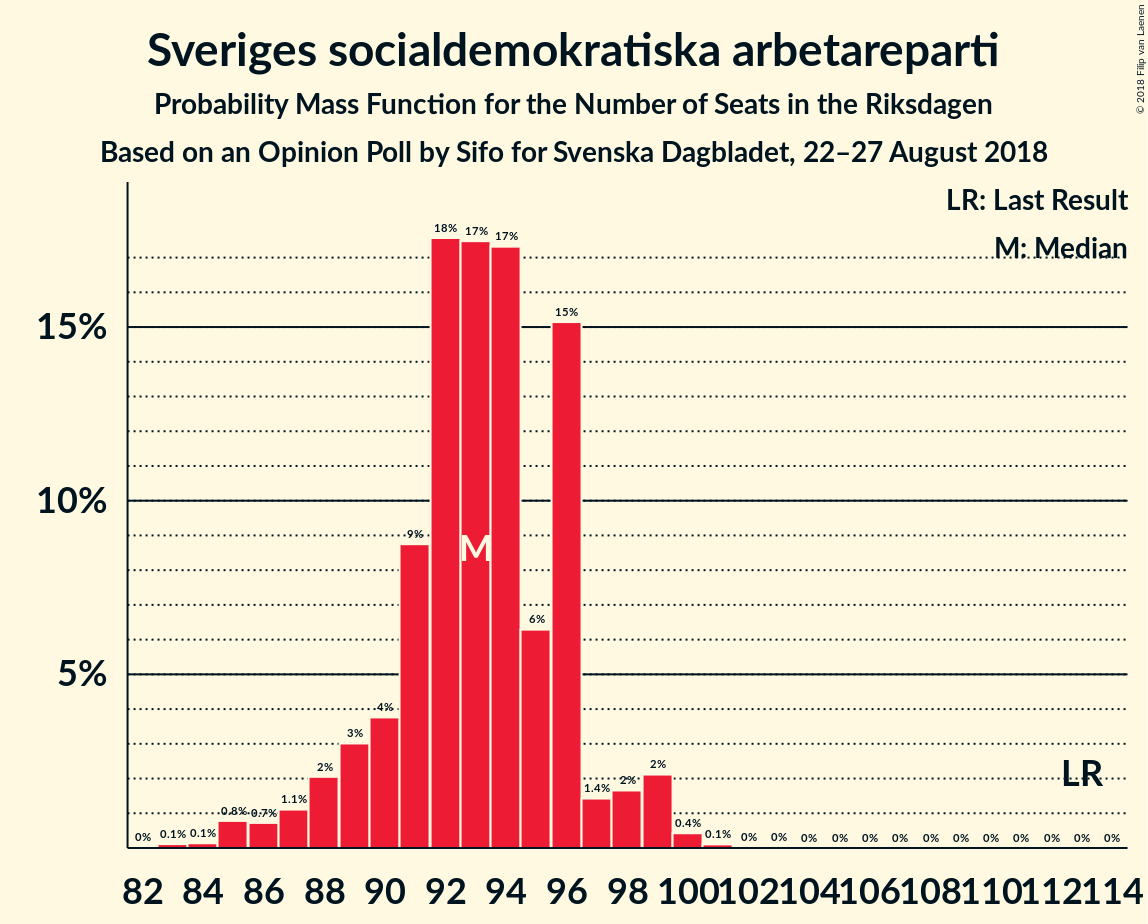 Sveriges socialdemokratiska arbetareparti
Probability Mass Function for the Number of Seats in the Riksdagen
Based on an Opinion Poll by Sifo for Svenska Dagbladet, 22–27 August 2018
© 2018 Filip van Laenen
LR: Last Result
M: Median
15%
10%
5%
0% 0.1% 0.1% 0.8% 0.7% 1.1% 2% 3% 4% 9% 18% 17% 17% 6% 15% 1.4% 2% 2% 0.4% 0.1% 0% 0% 0% 0% 0% 0% 0% 0% 0% 0% 0% 0% 0%
M
LR
82 84 86 88 90 92 94 96 98 100 102 104 106 108 110 112 114